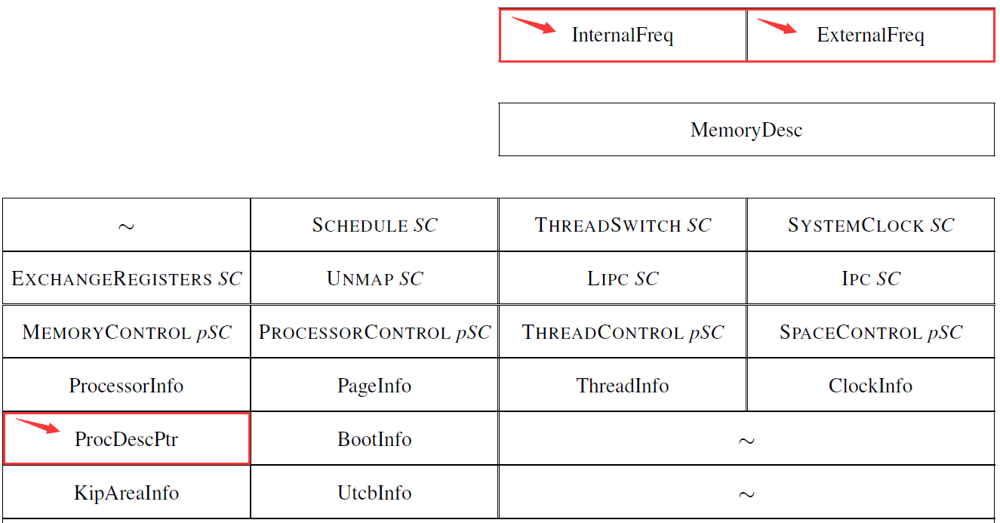 InternalFreq ExternalFreq
MemoryDesc
~ SCHEDULE SC THREADSWITCH SC SYSTEMCLOCK SC
EXCHANGEREGISTERS SC UNMAP SC LIPC SC IPC SC
MEMORYCONTROL pSC PROCESSORCONTROL pSC THREADCONTROL pSC SPACECONTROL pSC
ProcessorInfo PageInfo ThreadInfo ClockInfo
ProcDescPtr BootInfo ~
KipAreaInfo UtcbInfo ~